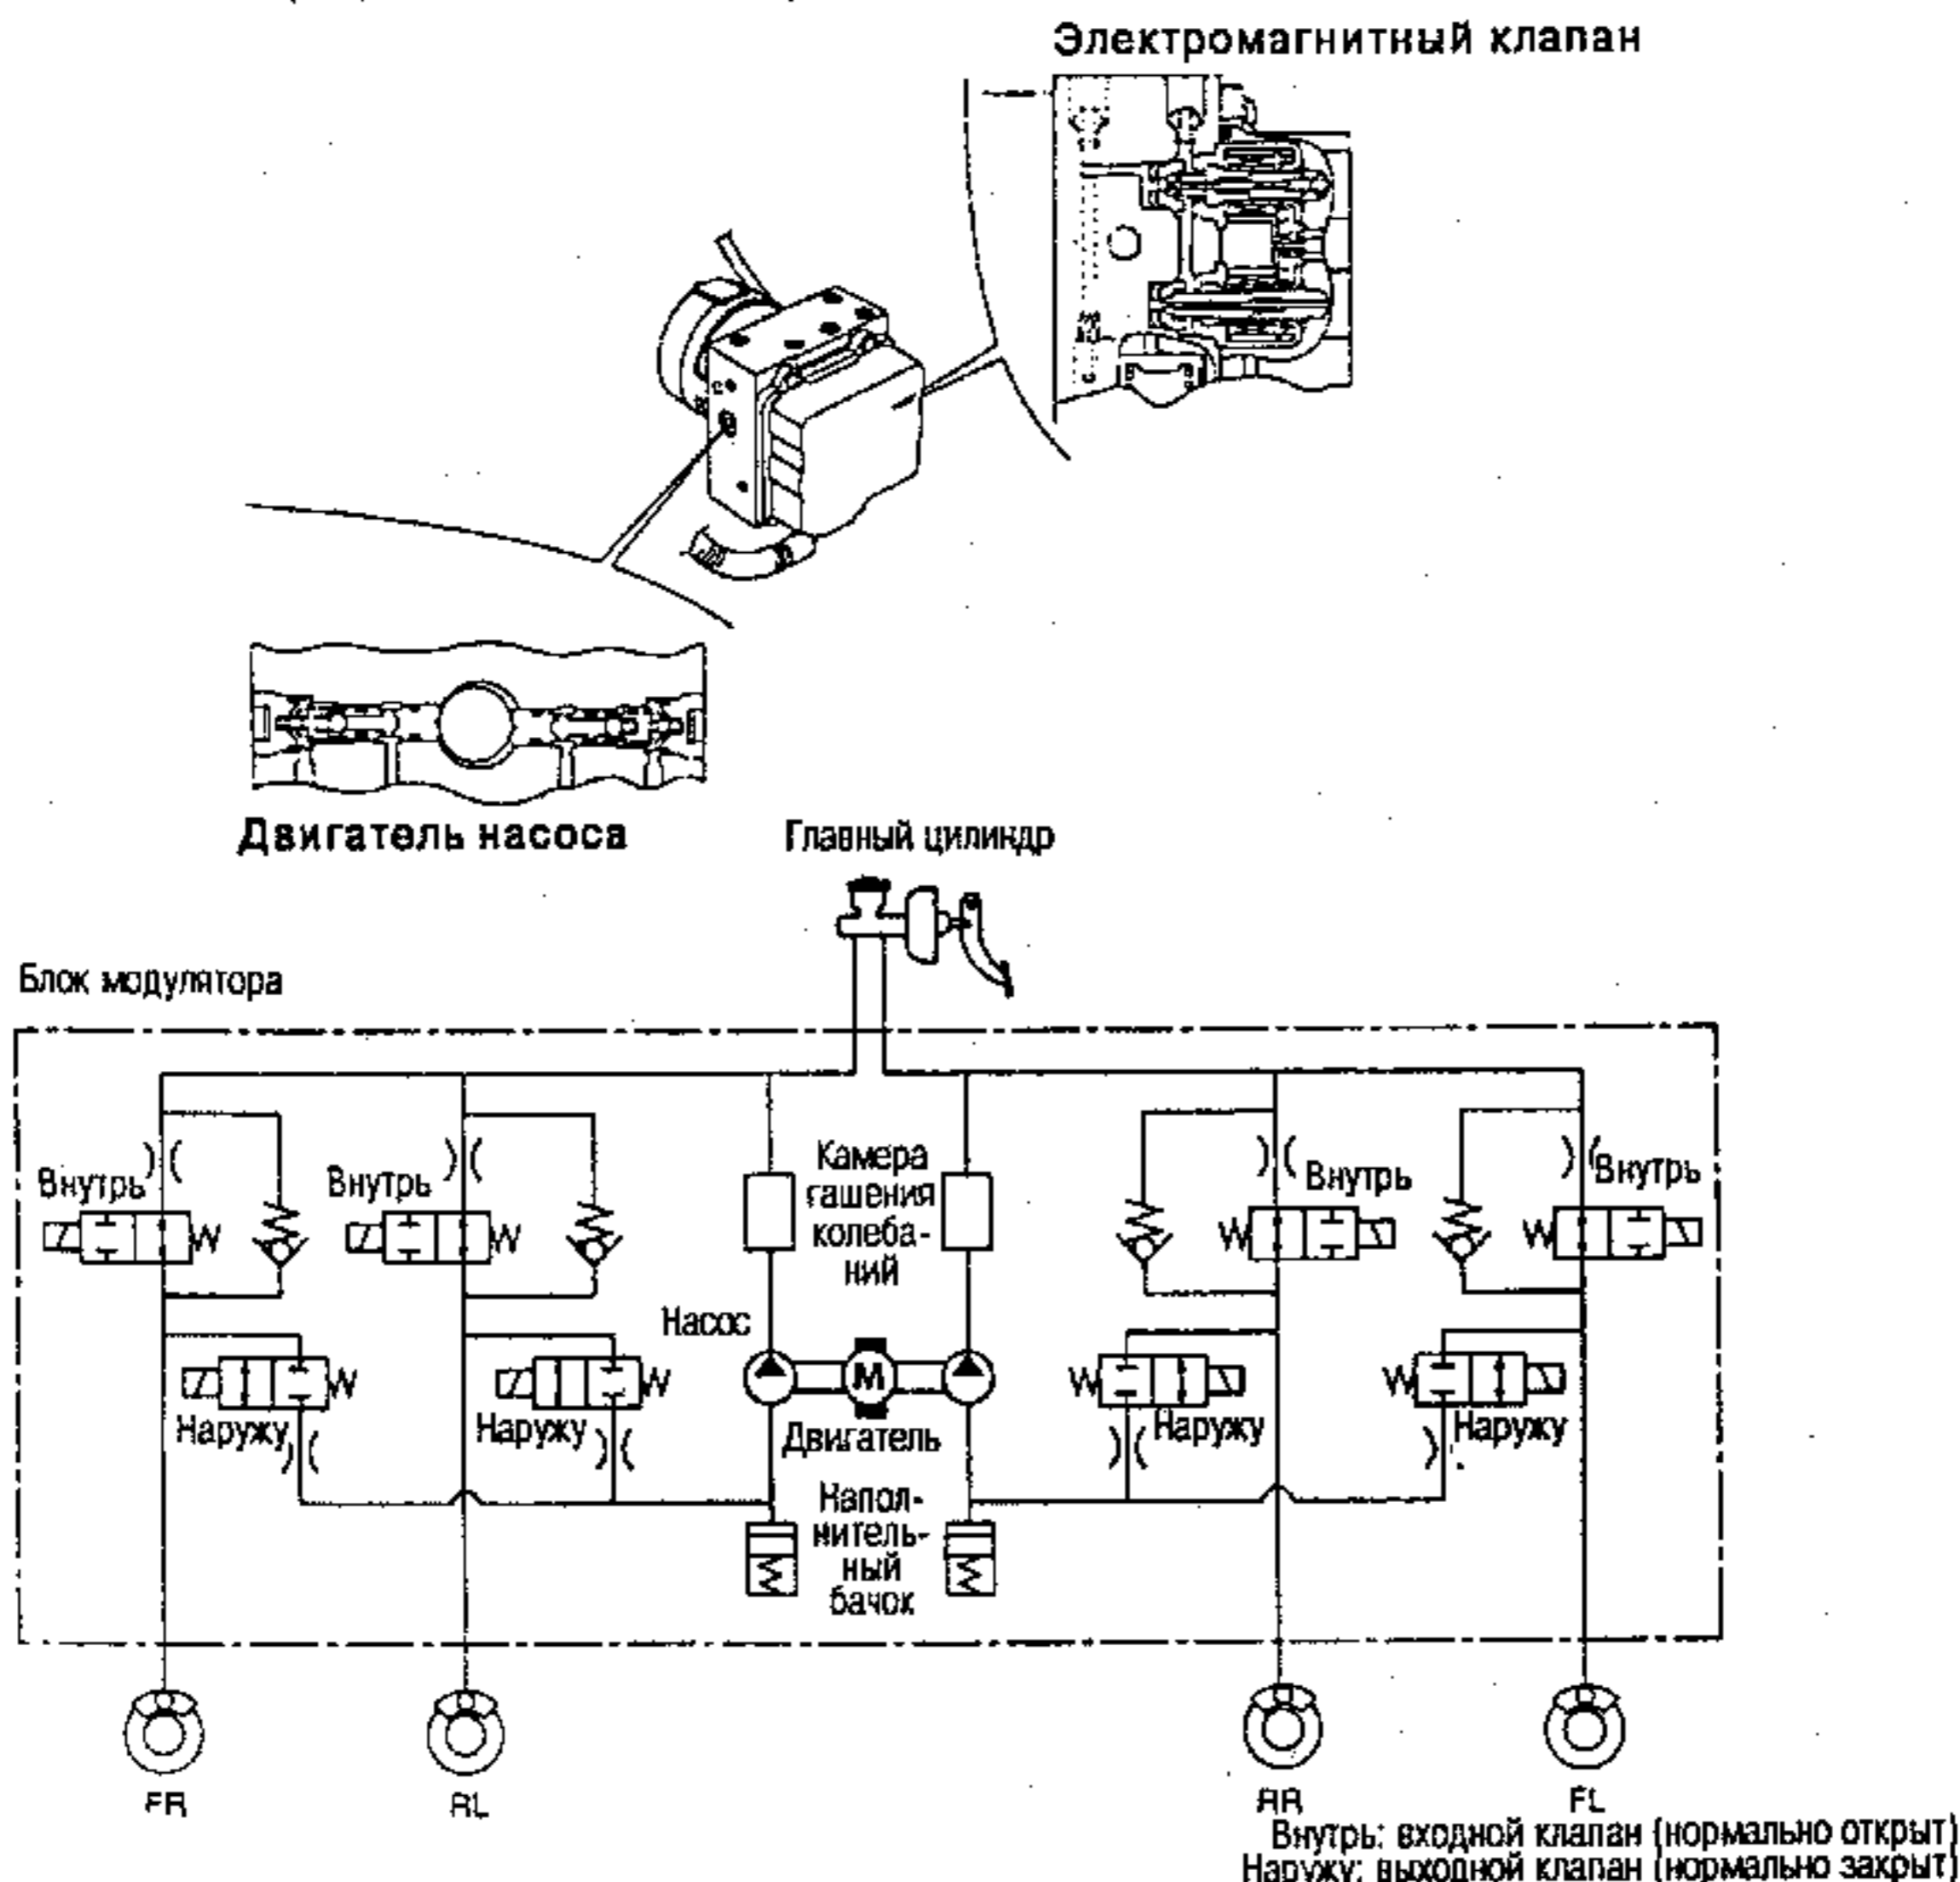 Электромагнитный клапан
Двигатель насоса
Главный цилиндр
Блок модулятора
Внутрь
Внутрь
Камера
гашения
колеба-
ний
Внутрь
Внутрь
Насос
M
Наружу
Наружу
Двигатель
Наружу
Наружу
Напол-
нитель-
ный
бачок
FR
RL
RR
FL
Внутрь: входной клапан (нормально открыт)
Наружу: выходной клапан (нормально закрыт)